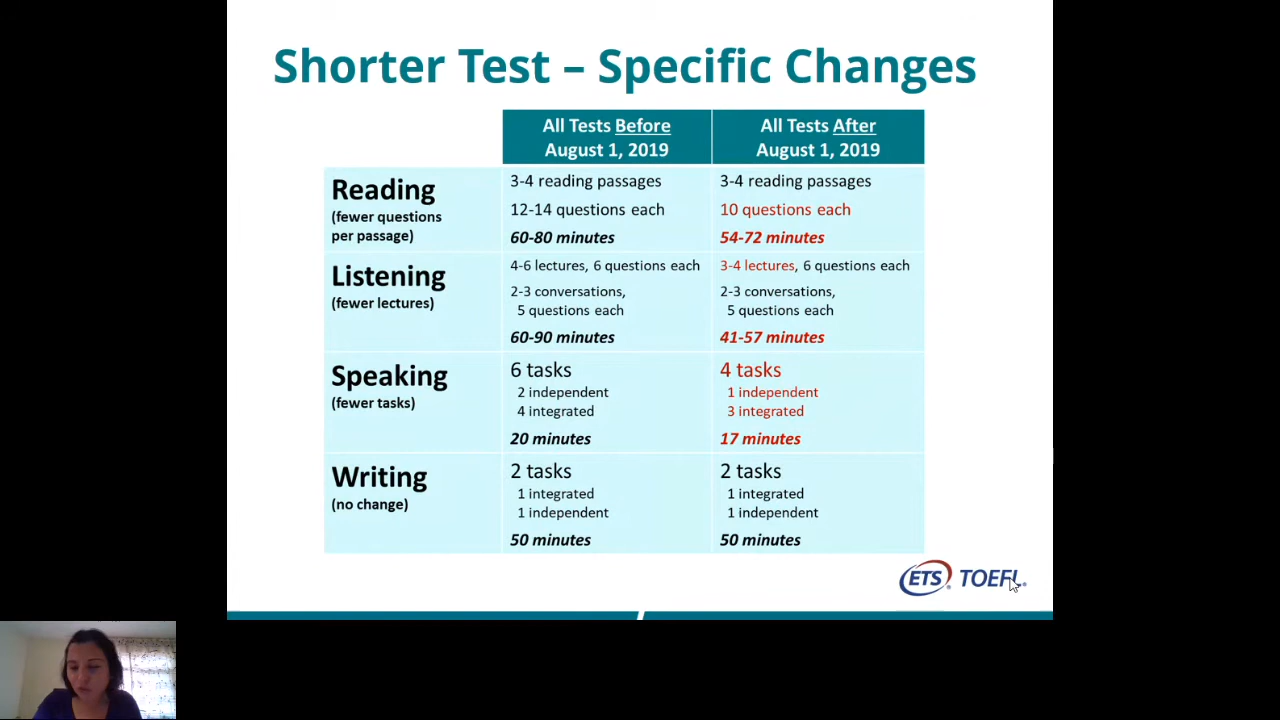 Shorter Test – Specific Changes
All Tests Before
August 1, 2019
All Tests After
August 1, 2019
Reading
(fewer questions
per passage)
3-4 reading passages
12-14 questions each
60-80 minutes
3-4 reading passages
10 questions each
54-72 minutes
Listening
(fewer lectures)
4-6 lectures, 6 questions each
2-3 conversations,
5 questions each
60-90 minutes
3-4 lectures, 6 questions each
2-3 conversations,
5 questions each
41-57 minutes
Speaking
(fewer tasks)
6 tasks
2 independent
4 integrated
20 minutes
4 tasks
1 independent
3 integrated
17 minutes
Writing
(no change)
2 tasks
1 integrated
1 independent
50 minutes
2 tasks
1 integrated
1 independent
50 minutes
ETS® TOEFL®